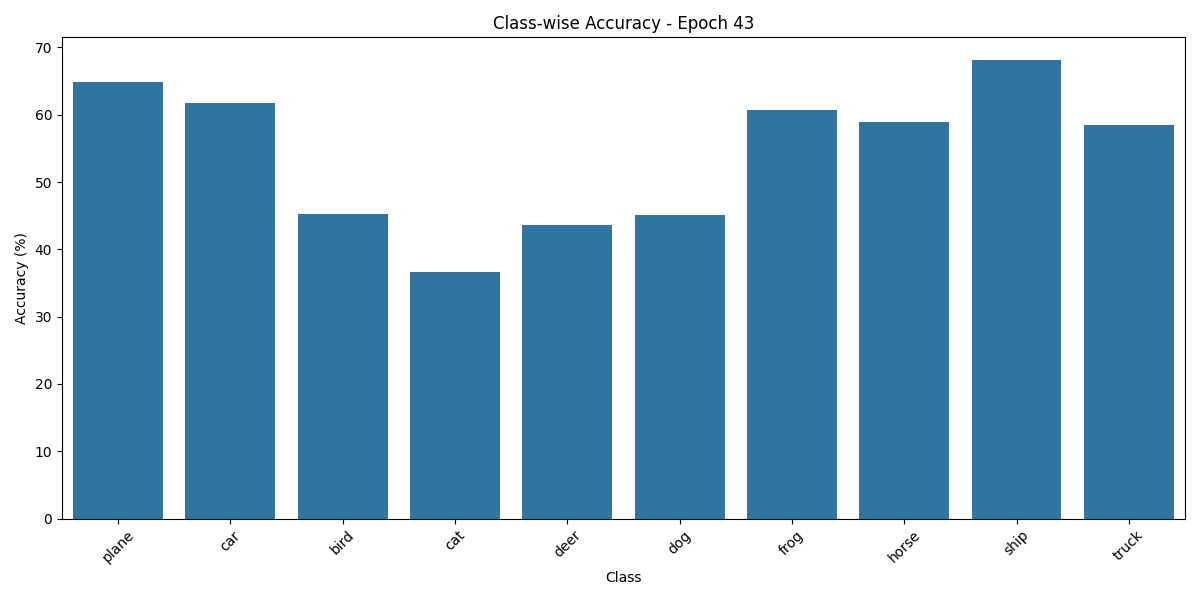 Class-wise Accuracy - Epoch 43
Accuracy (%)
70
60
50
40
30
20
10
0
plane
car
bird
cat
deer
dog
frog
horse
ship
truck
Class